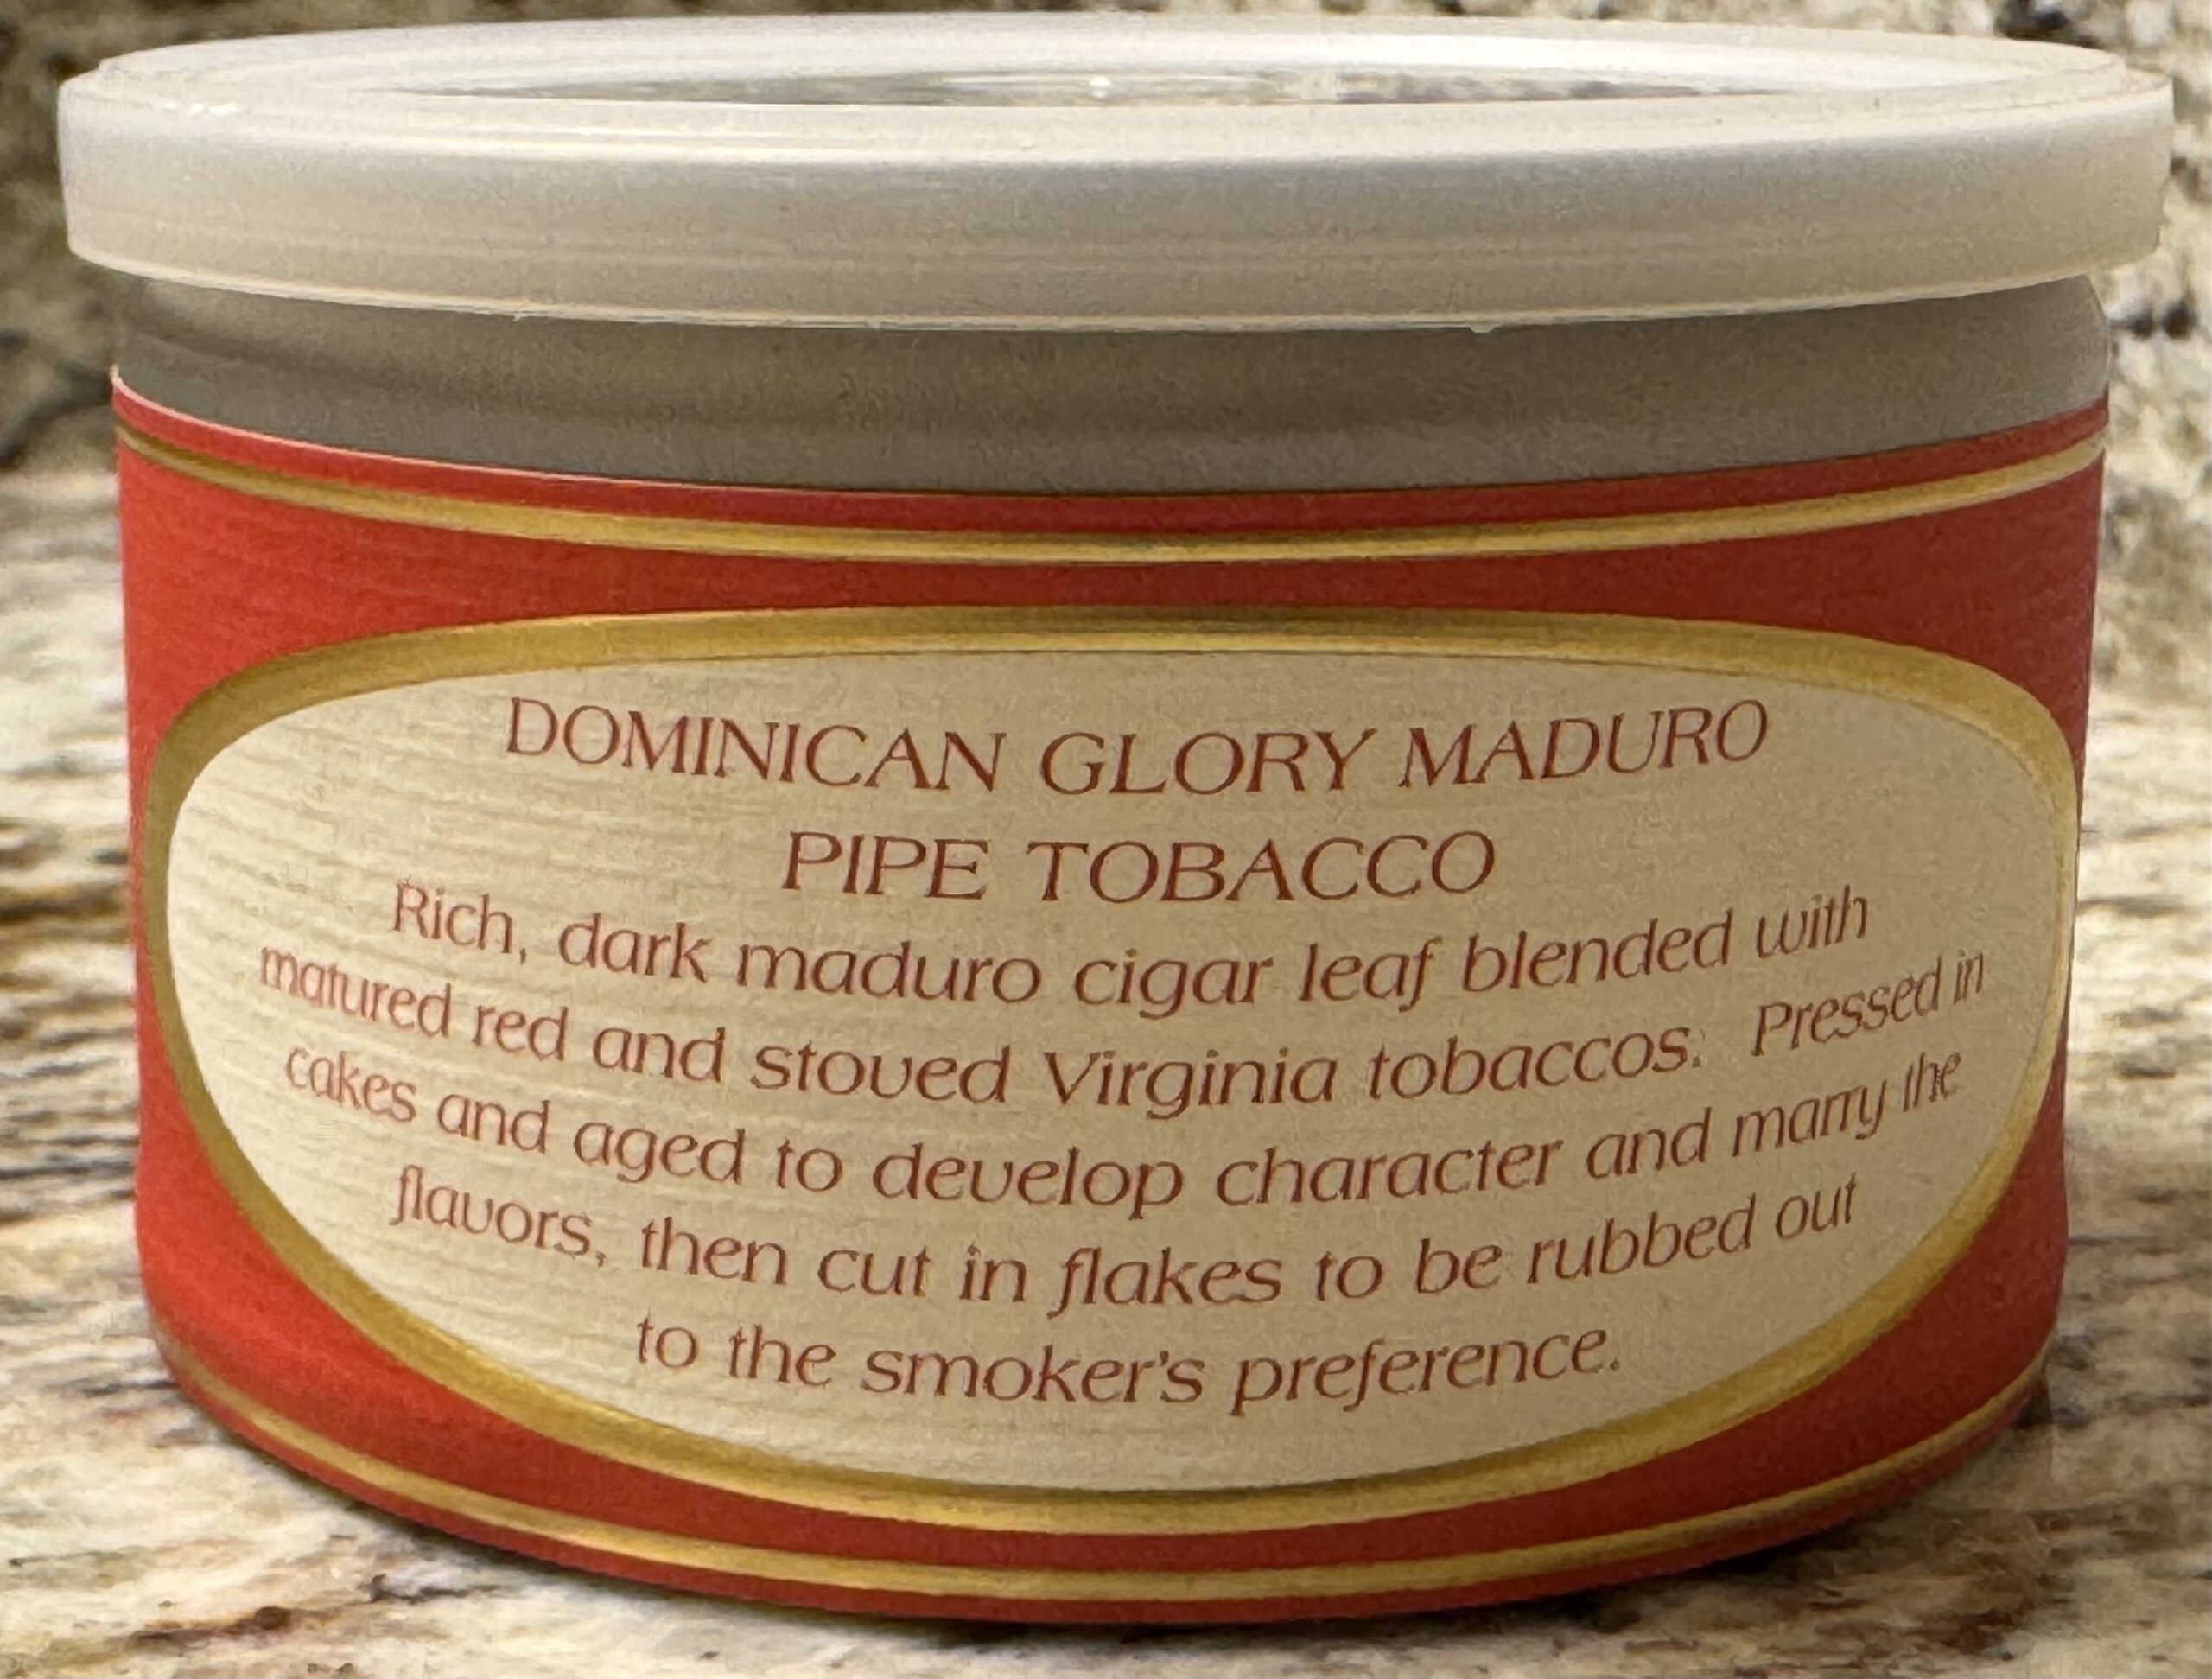 DOMINICAN GLORY MADURO
PIPE TOBACCO
Rich, dark maduro cigar leaf blended with
matured red and stoved Virginia tobaccos. Pressed in
cakes and aged to develop character and marry the
flavors, then cut in flakes to be rubbed out
to the smoker's preference.